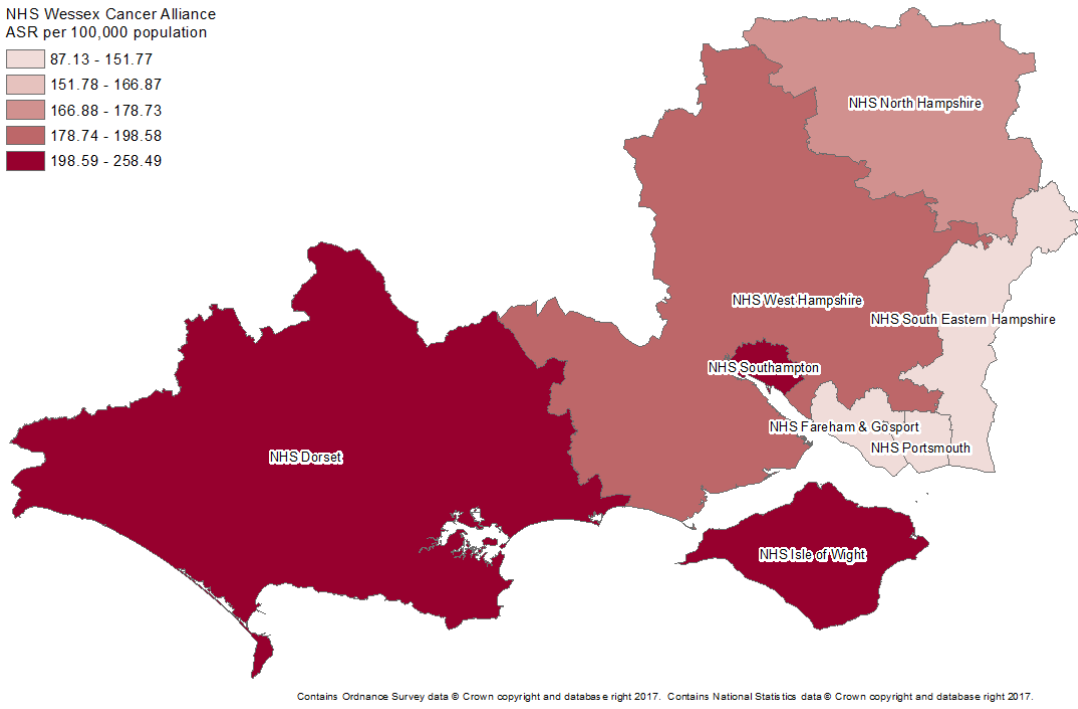 NHS Wessex Cancer Alliance
ASR per 100,000 population
87.13 - 151.77
151.78 - 166.87
166.88 - 178.73
178.74 - 198.58
198.59 - 258.49
NHS North Hampshire
NHS West Hampshire
NHS South Eastern Hampshire
NHS Southampton
NHS Fareham & Gosport
NHS Portsmouth
NHS Dorset
NHS Isle of Wight
Contains Ordnance Survey data © Crown copyright and database right 2017. Contains National Statistics data © Crown copyright and database right 2017.